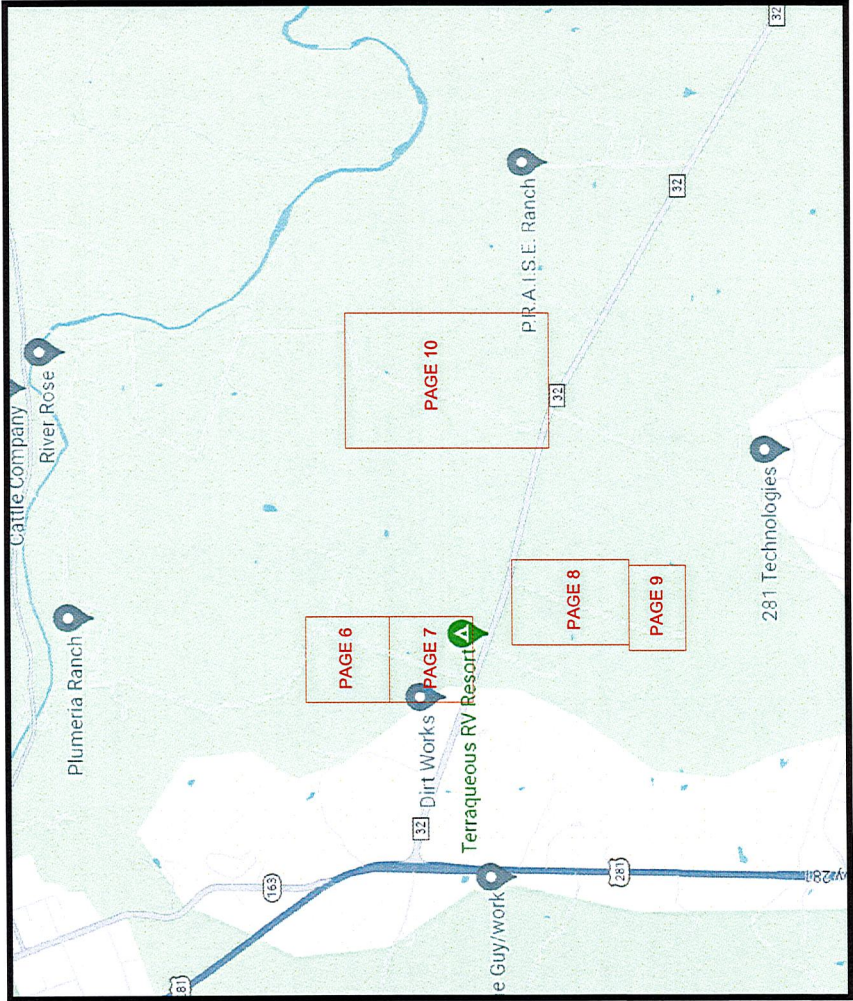 32
Cattle Company
River Rose
Plumeria Ranch
P.R.A.I.S.E. Ranch
32
PAGE 10
32
PAGE 6
PAGE 7
PAGE 8
PAGE 9
Dirt Works
Terraqueous RV Resort
281 Technologies
32
163
281
281
e Guy/work